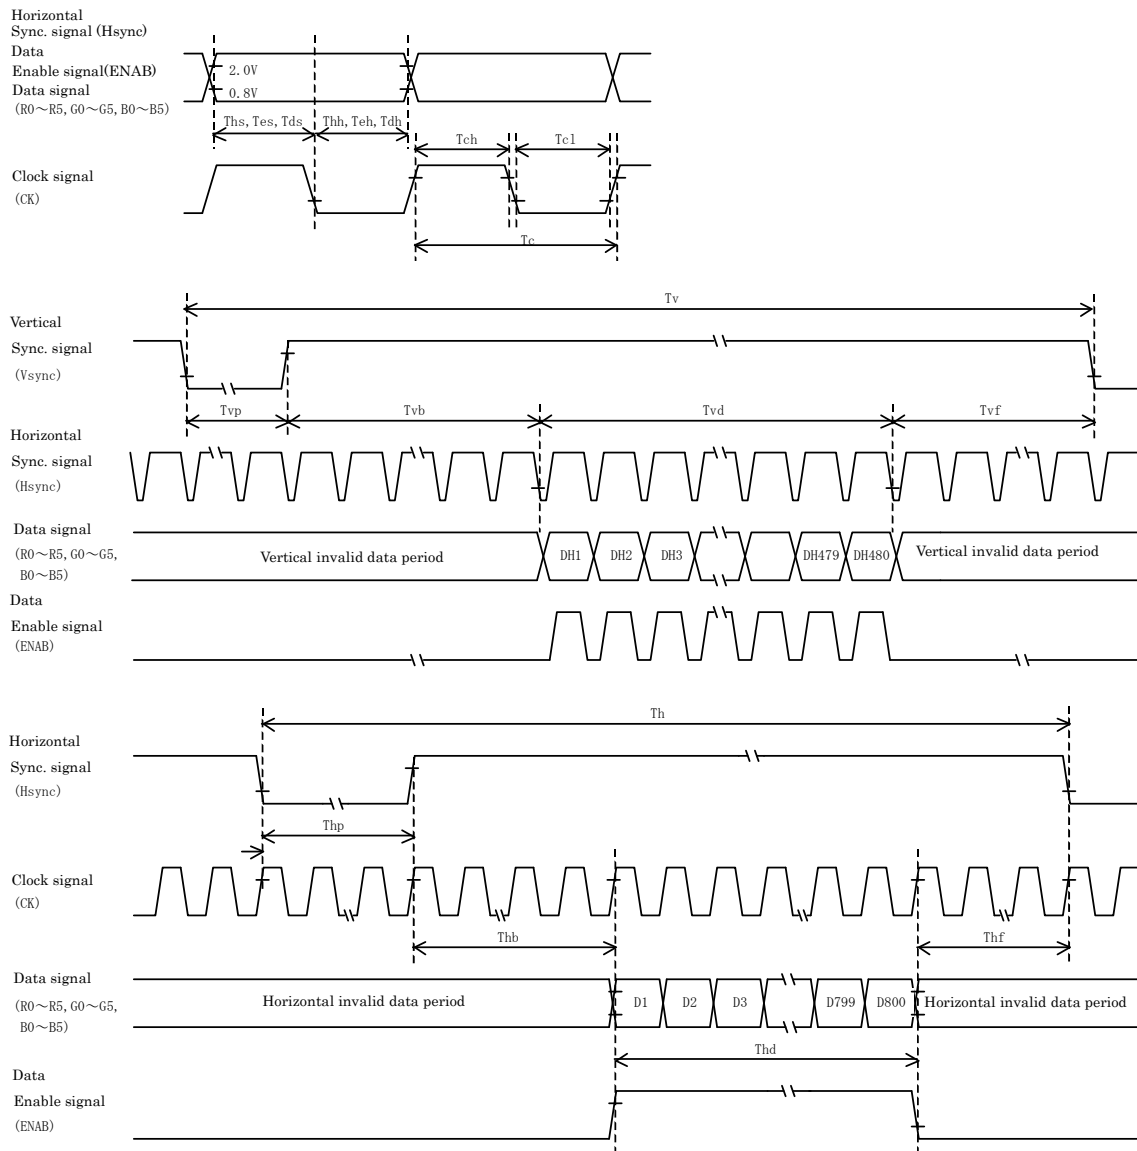 Horizontal
Sync. signal (Hsync)
Data
Enable signal(ENAB)
Data signal
(R0～R5, G0～G5, B0～B5)
2.0V
0.8V
Ths, Tes, Tds
Thh, Teh, Tdh
Tch
Tcl
Clock signal
(CK)
Tc
Tv
Vertical
Sync. signal
(Vsync)
Tvp
Tvb
Tvd
Tvf
Horizontal
Sync. signal
(Hsync)
Data signal
(R0～R5, G0～G5,
B0～B5)
Vertical invalid data period
DH1
DH2
DH3
DH479
DH480
Vertical invalid data period
Data
Enable signal
(ENAB)
Th
Horizontal
Sync. signal
(Hsync)
Thp
Clock signal
(CK)
Thb
Thf
Data signal
(R0～R5, G0～G5,
B0～B5)
Horizontal invalid data period
D1
D2
D3
D799
D800
Horizontal invalid data period
Thd
Data
Enable signal
(ENAB)